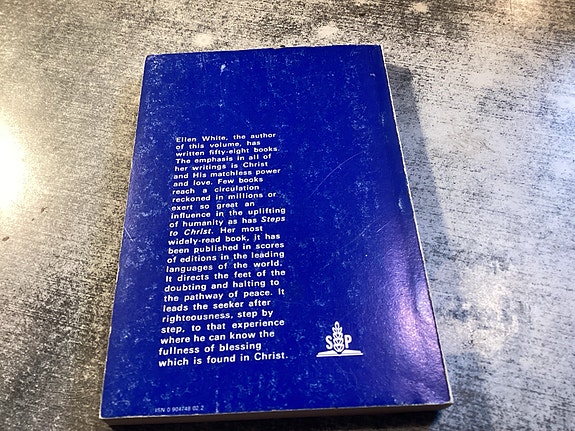 Ellen White, the author
of this volume, has
written fifty-eight books.
The emphasis in all of
her writings is Christ
and His matchless power
and love. Few books
reach a circulation
reckoned in millions or
exert so great an
influence in the uplifting
of humanity as has Steps
to Christ. Her most
widely-read book, it has
been published in scores
of editions in the leading
languages of the world.
It directs the feet of the
doubting and halting to
the pathway of peace. It
leads the seeker after
righteousness, step by
step, to that experience
where he can know the
fullness of blessing
which is found in Christ.
S P
ISN 0 904748 02 2